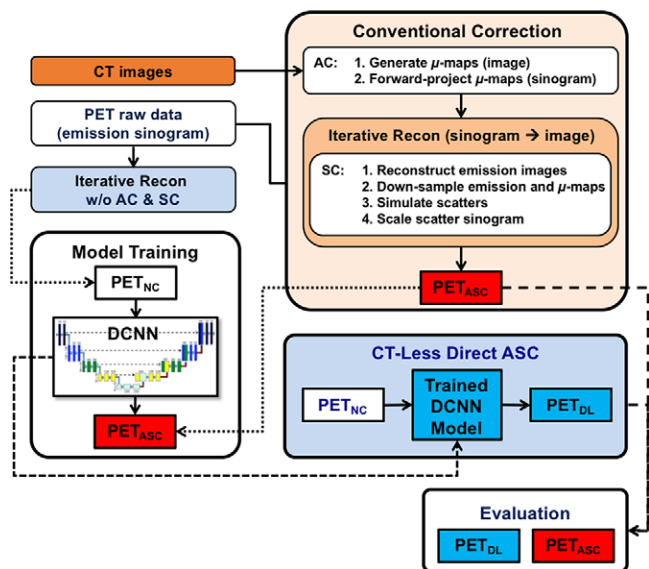 Conventional Correction
CT images
AC: 1. Generate µ-maps (image)
2. Forward-project µ-maps (sinogram)
PET raw data
(emission sinogram)
Iterative Recon (sinogram → image)
SC: 1. Reconstruct emission images
2. Down-sample emission and µ-maps
3. Simulate scatters
4. Scale scatter sinogram
Iterative Recon
w/o AC & SC
PETASC
Model Training
PETNC
DCNN
PETASC
CT-Less Direct ASC
PETNC
Trained
DCNN
Model
PETDL
Evaluation
PETDL PETASC